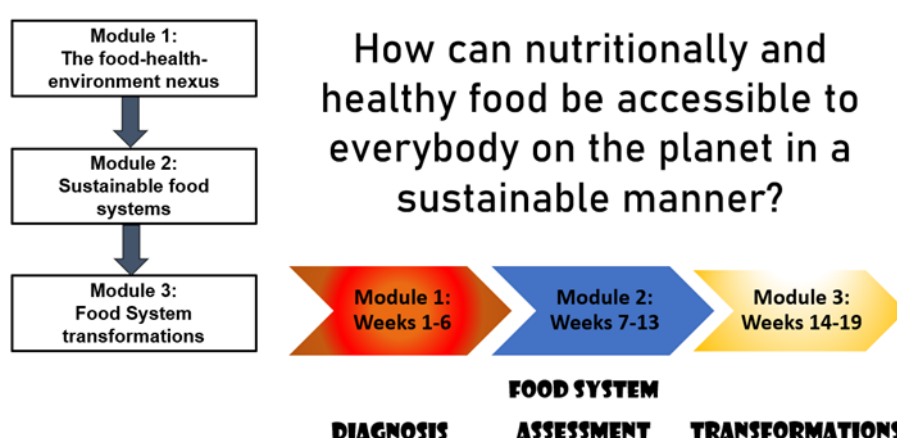 Module 1:
The food-health-
environment nexus
Module 2:
Sustainable food
systems
Module 3:
Food System
transformations
How can nutritionally and
healthy food be accessible to
everybody on the planet in a
sustainable manner?
Module 1:
Weeks 1-6
Module 2:
Weeks 7-13
Module 3:
Weeks 14-19
DIAGNOSIS
FOOD SYSTEM
ASSESSMENT
TRANSFORMATIONS